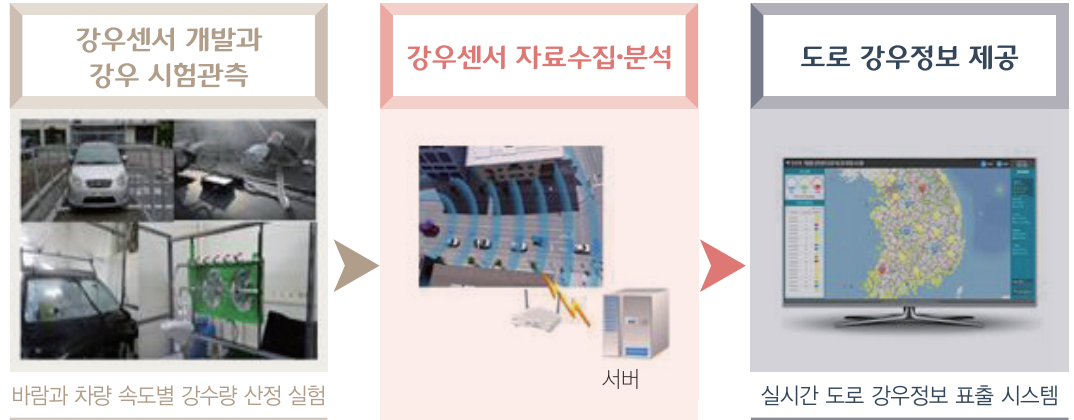 강우센서 개발과
강우 시험관측
강우센서 자료수집·분석
도로 강우정보 제공
서버
바람과 차량 속도별 강수량 산정 실험
실시간 도로 강우정보 표출 시스템